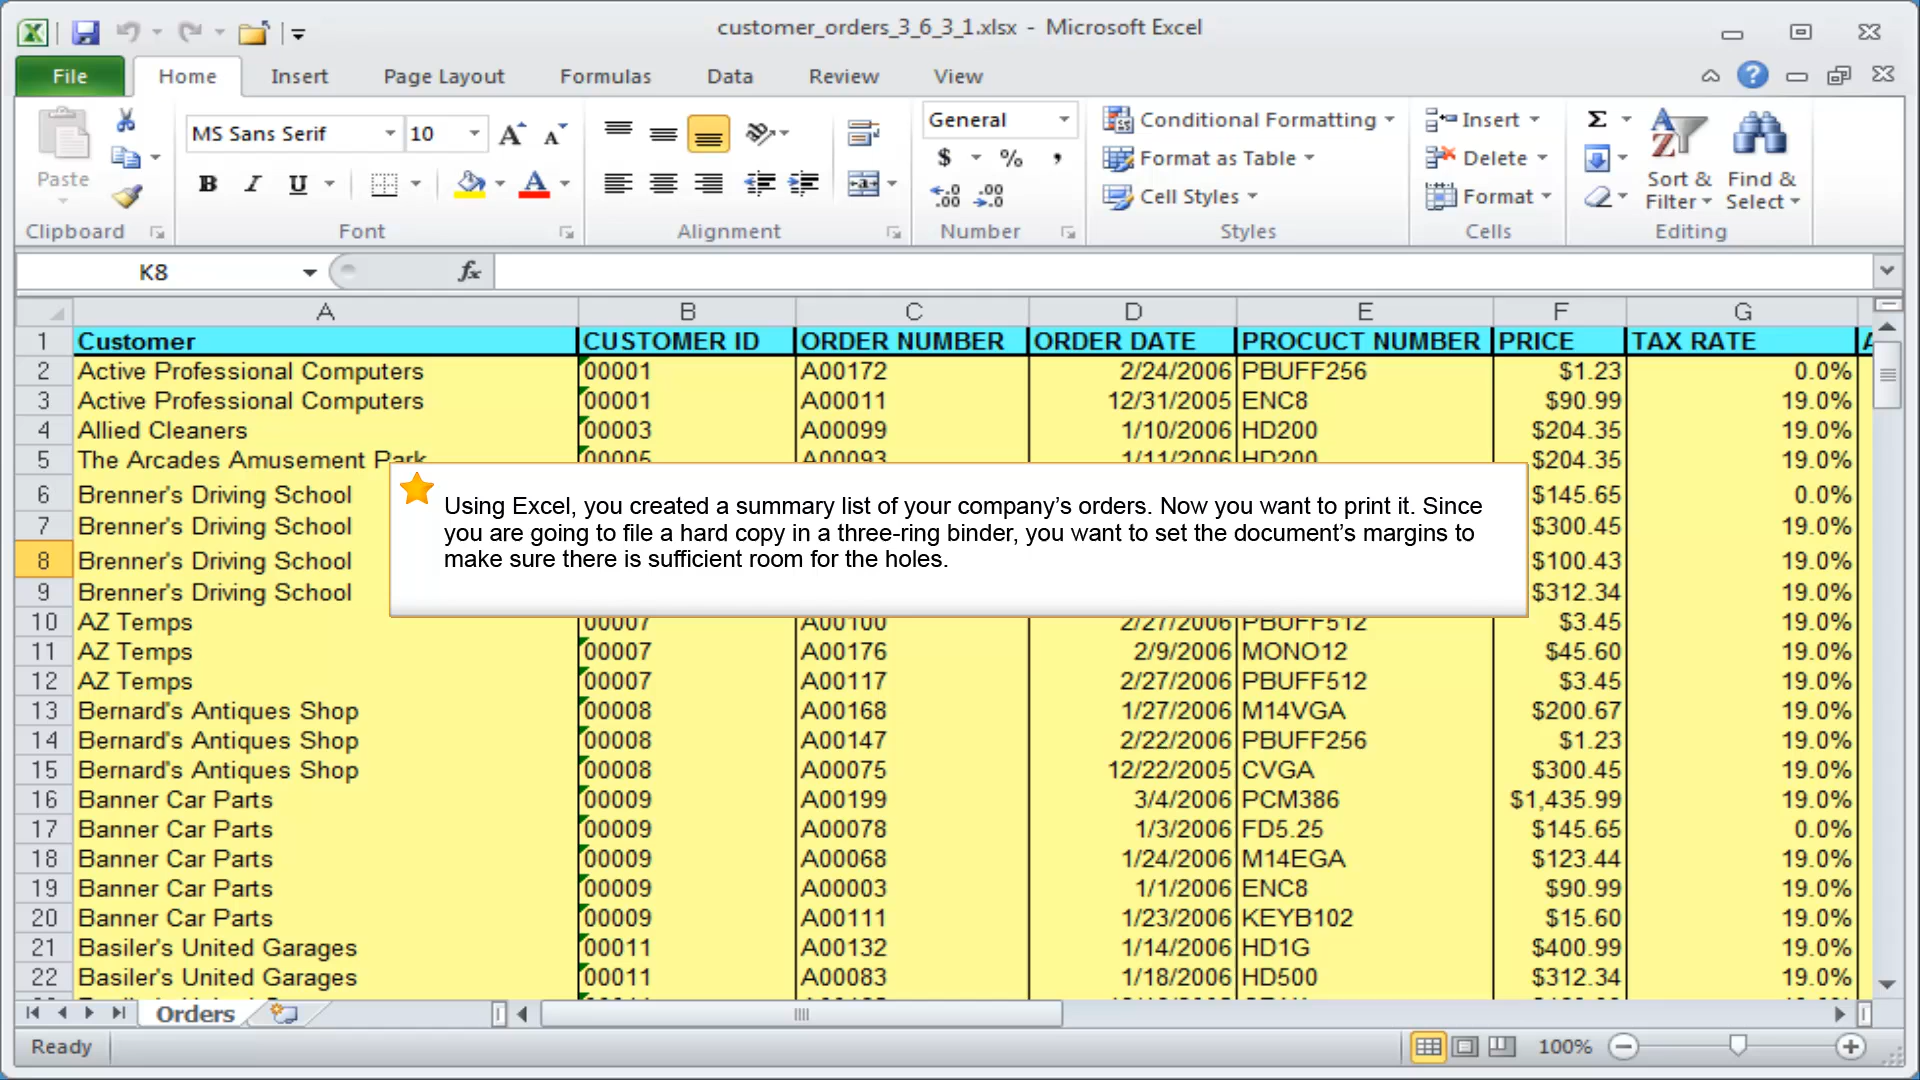 customer_orders_3_6_3_1.xlsx - Microsoft Excel
File Home Insert Page Layout Formulas Data Review View
MS Sans Serif 10 General Conditional Formatting Insert Σ
Paste $ % , Format as Table Delete Sort & Filter Find & Select
B I U A Cell Styles Format
Clipboard Font Alignment Number Styles Cells Editing
K8 fx
A B C D E F G
1 Customer CUSTOMER ID ORDER NUMBER ORDER DATE PROCUCT NUMBER PRICE TAX RATE
2 Active Professional Computers 00001 A00172 2/24/2006 PBUFF256 $1.23 0.0%
3 Active Professional Computers 00001 A00011 12/31/2005 ENC8 $90.99 19.0%
4 Allied Cleaners 00003 A00099 1/10/2006 HD200 $204.35 19.0%
5 The Arcades Amusement Park 00005 A00093 1/11/2006 HD200 $204.35 19.0%
6 Brenner's Driving School $145.65 0.0%
7 Brenner's Driving School $300.45 19.0%
8 Brenner's Driving School $100.43 19.0%
9 Brenner's Driving School $312.34 19.0%
Using Excel, you created a summary list of your company’s orders. Now you want to print it. Since
you are going to file a hard copy in a three-ring binder, you want to set the document’s margins to
make sure there is sufficient room for the holes.
10 AZ Temps 00007 A00100 2/27/2006 PBUFF512 $3.45 19.0%
11 AZ Temps 00007 A00176 2/9/2006 MONO12 $45.60 19.0%
12 AZ Temps 00007 A00117 2/27/2006 PBUFF512 $3.45 19.0%
13 Bernard's Antiques Shop 00008 A00168 1/27/2006 M14VGA $200.67 19.0%
14 Bernard's Antiques Shop 00008 A00147 2/22/2006 PBUFF256 $1.23 19.0%
15 Bernard's Antiques Shop 00008 A00075 12/22/2005 CVGA $300.45 19.0%
16 Banner Car Parts 00009 A00199 3/4/2006 PCM386 $1,435.99 19.0%
17 Banner Car Parts 00009 A00078 1/3/2006 FD5.25 $145.65 0.0%
18 Banner Car Parts 00009 A00068 1/24/2006 M14EGA $123.44 19.0%
19 Banner Car Parts 00009 A00003 1/1/2006 ENC8 $90.99 19.0%
20 Banner Car Parts 00009 A00111 1/23/2006 KEYB102 $15.60 19.0%
21 Basiler's United Garages 00011 A00132 1/14/2006 HD1G $400.99 19.0%
22 Basiler's United Garages 00011 A00083 1/18/2006 HD500 $312.34 19.0%
Orders
Ready 100%